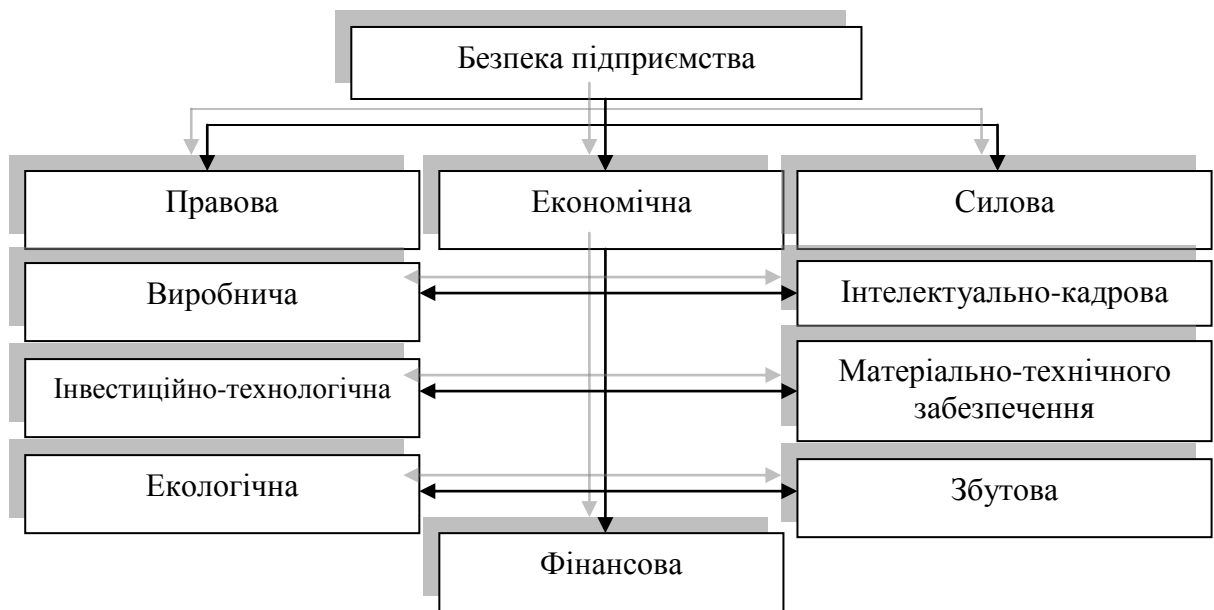 Безпека підприємства
Правова
Економічна
Силова
Виробнича
Інтелектуально-кадрова
Інвестиційно-технологічна
Матеріально-технічного
забезпечення
Екологічна
Збутова
Фінансова